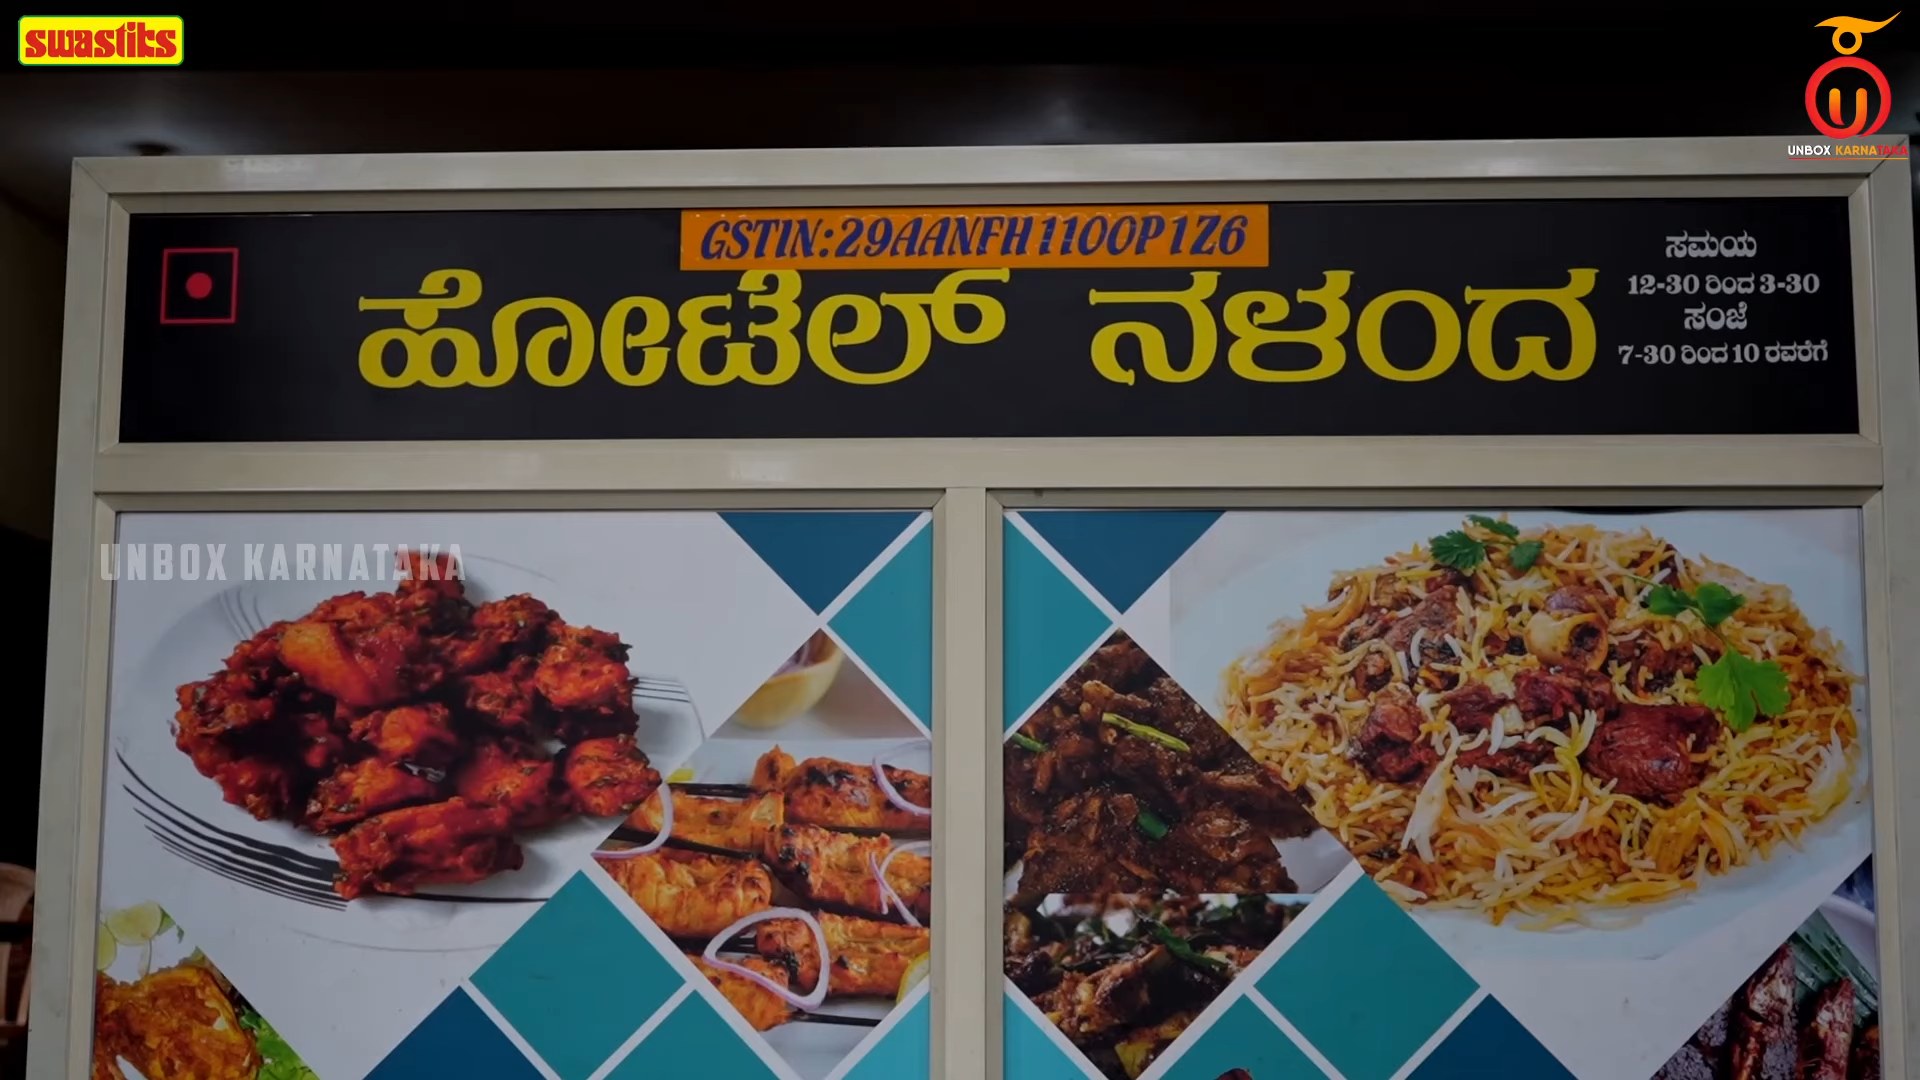 swastiks
UNBOX KARNATAKA
GSTIN:29AANFH1100P1Z6
ಹೋಟೆಲ್ ನಳಂದ
ಸಮಯ
12-30 ರಿಂದ 3-30
ಸಂಜೆ
7-30 ರಿಂದ 10 ರವರೆಗೆ
UNBOX KARNATAKA